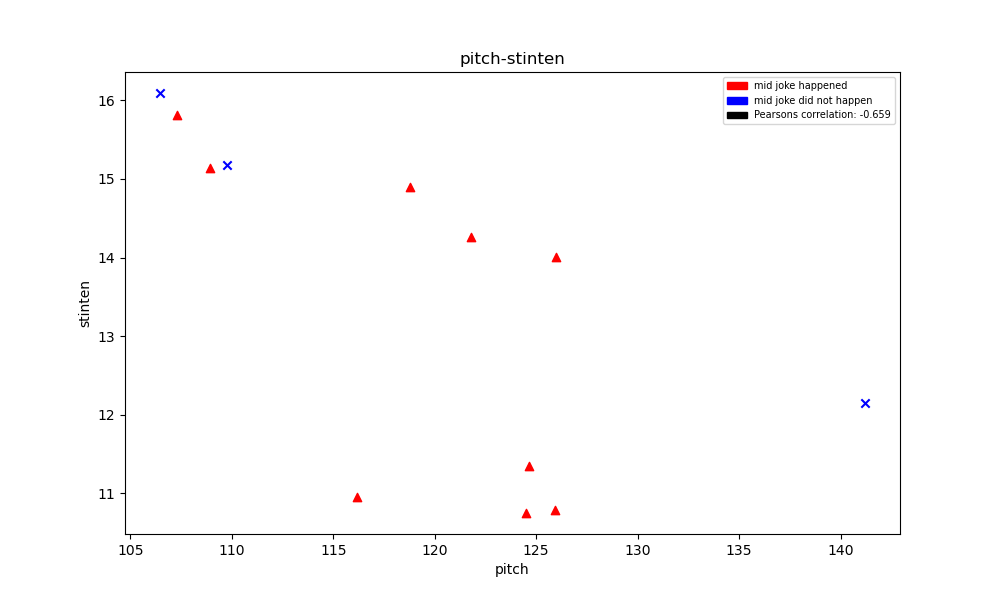 pitch-stinten
mid joke happened
mid joke did not happen
Pearsons correlation: -0.659
stinten
16
15
14
13
12
11
105 110 115 120 125 130 135 140
pitch